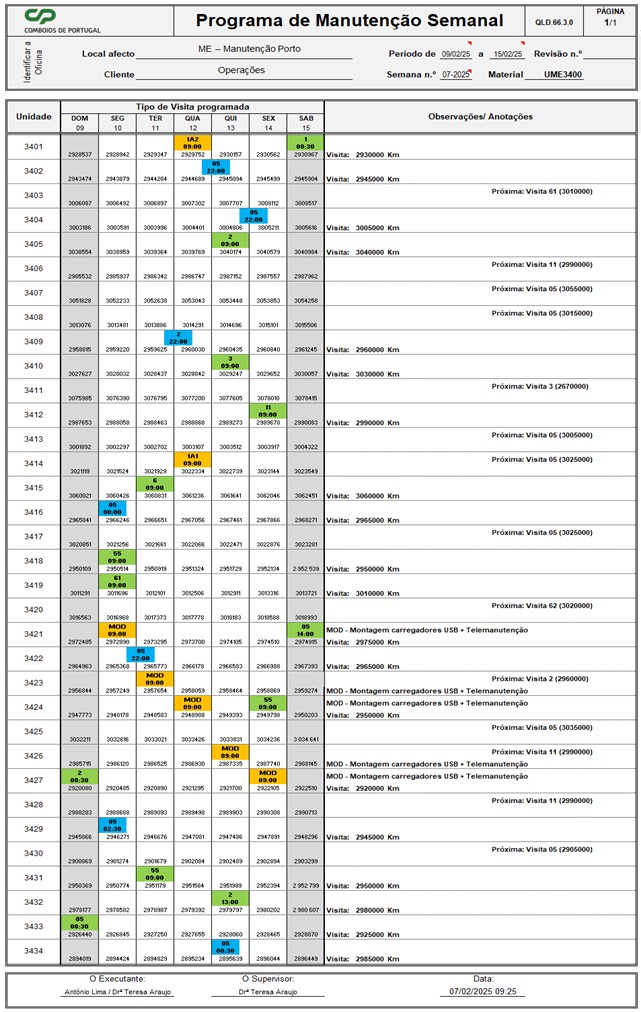 COMBOIOS DE PORTUGAL
Programa de Manutenção Semanal
QLD.66.3.0
PÁGINA
1/1
Identificar a Oficina
Local afecto ME – Manutenção Porto Período de 09/02/25 a 15/02/25 Revisão n.º
Cliente Operações Semana n.º 07-2025 Material UME3400
Unidade Tipo de Visita programada Observações/ Anotações
DOM SEG TER QUA QUI SEX SAB
09 10 11 12 13 14 15
3401 1A2 09:00 1 08:30
2928537 2928942 2929347 2929752 2930157 2930562 2930967 Visita: 2930000 Km
3402 05 22:00
2943474 2943879 2944284 2944689 2945094 2945499 2945904 Visita: 2945000 Km
3403 Próxima: Visita 61 (3010000)
3006087 3006492 3006897 3007302 3007707 3008112 3008517
3404 05 22:00
3003186 3003591 3003996 3004401 3004806 3005211 3005616 Visita: 3005000 Km
3405 2 09:00
3038554 3038959 3039364 3039769 3040174 3040579 3040984 Visita: 3040000 Km
3406 Próxima: Visita 11 (2990000)
2985532 2985937 2986342 2986747 2987152 2987557 2987962
3407 Próxima: Visita 05 (3055000)
3051828 3052233 3052638 3053043 3053448 3053853 3054258
3408 Próxima: Visita 05 (3015000)
3013076 3013481 3013886 3014291 3014696 3015101 3015506
3409 2 22:00
2958815 2959220 2959625 2960030 2960435 2960840 2961245 Visita: 2960000 Km
3410 3 09:00
3027627 3028032 3028437 3028842 3029247 3029652 3030057 Visita: 3030000 Km
3411 Próxima: Visita 3 (2670000)
3075985 3076390 3076795 3077200 3077605 3078010 3078415
3412 11 09:00
2987653 2988058 2988463 2988868 2989273 2989678 2990083 Visita: 2990000 Km
3413 Próxima: Visita 05 (3005000)
3001892 3002297 3002702 3003107 3003512 3003917 3004322
3414 1A1 09:00 Próxima: Visita 05 (3025000)
3021119 3021524 3021929 3022334 3022739 3023144 3023549
3415 6 09:00
3060021 3060426 3060831 3061236 3061641 3062046 3062451 Visita: 3060000 Km
3416 05 00:00
2965841 2966246 2966651 2967056 2967461 2967866 2968271 Visita: 2965000 Km
3417 Próxima: Visita 05 (3025000)
3020851 3021256 3021661 3022066 3022471 3022876 3023281
3418 55 09:00
2950109 2950514 2950919 2951324 2951729 2952134 2 952 539 Visita: 2950000 Km
3419 61 09:00
3011291 3011696 3012101 3012506 3012911 3013316 3013721 Visita: 3010000 Km
3420 Próxima: Visita 62 (3020000)
3016563 3016968 3017373 3017778 3018183 3018588 3018993
3421 MOD 09:00 05 14:00 MOD - Montagem carregadores USB + Telemanutenção
2972485 2972890 2973295 2973700 2974105 2974510 2974915 Visita: 2975000 Km
3422 05 22:00
2964963 2965368 2965773 2966178 2966583 2966988 2967393 Visita: 2965000 Km
3423 MOD 09:00 Próxima: Visita 2 (2960000)
2956844 2957249 2957654 2958059 2958464 2958869 2959274 MOD - Montagem carregadores USB + Telemanutenção
3424 MOD 09:00 55 09:00 MOD - Montagem carregadores USB + Telemanutenção
2947773 2948178 2948583 2948988 2949393 2949798 2950203 Visita: 2950000 Km
3425 Próxima: Visita 05 (3035000)
3032211 3032616 3033021 3033426 3033831 3034236 3 034 641
3426 MOD 09:00 Próxima: Visita 11 (2990000)
2985715 2986120 2986525 2986930 2987335 2987740 2988145 MOD - Montagem carregadores USB + Telemanutenção
3427 2 08:30 MOD 09:00 MOD - Montagem carregadores USB + Telemanutenção
2920080 2920485 2920890 2921295 2921700 2922105 2922510 Visita: 2920000 Km
3428 Próxima: Visita 11 (2990000)
2988283 2988688 2989093 2989498 2989903 2990308 2990713
3429 05 02:30
2945866 2946271 2946676 2947081 2947486 2947891 2948296 Visita: 2945000 Km
3430 Próxima: Visita 05 (2905000)
2900869 2901274 2901679 2902084 2902489 2902894 2903299
3431 55 09:00
2950369 2950774 2951179 2951584 2951989 2952394 2 952 799 Visita: 2950000 Km
3432 2 13:00
2978177 2978582 2978987 2979392 2979797 2980202 2 980 607 Visita: 2980000 Km
3433 05 08:30
2926440 2926845 2927250 2927655 2928060 2928465 2928870 Visita: 2925000 Km
3434 05 08:30
2894019 2894424 2894829 2895234 2895639 2896044 2896449 Visita: 2985000 Km
O Executante: O Supervisor: Data:
António Lima / Drª Teresa Araujo Drª Teresa Araujo 07/02/2025 09:25